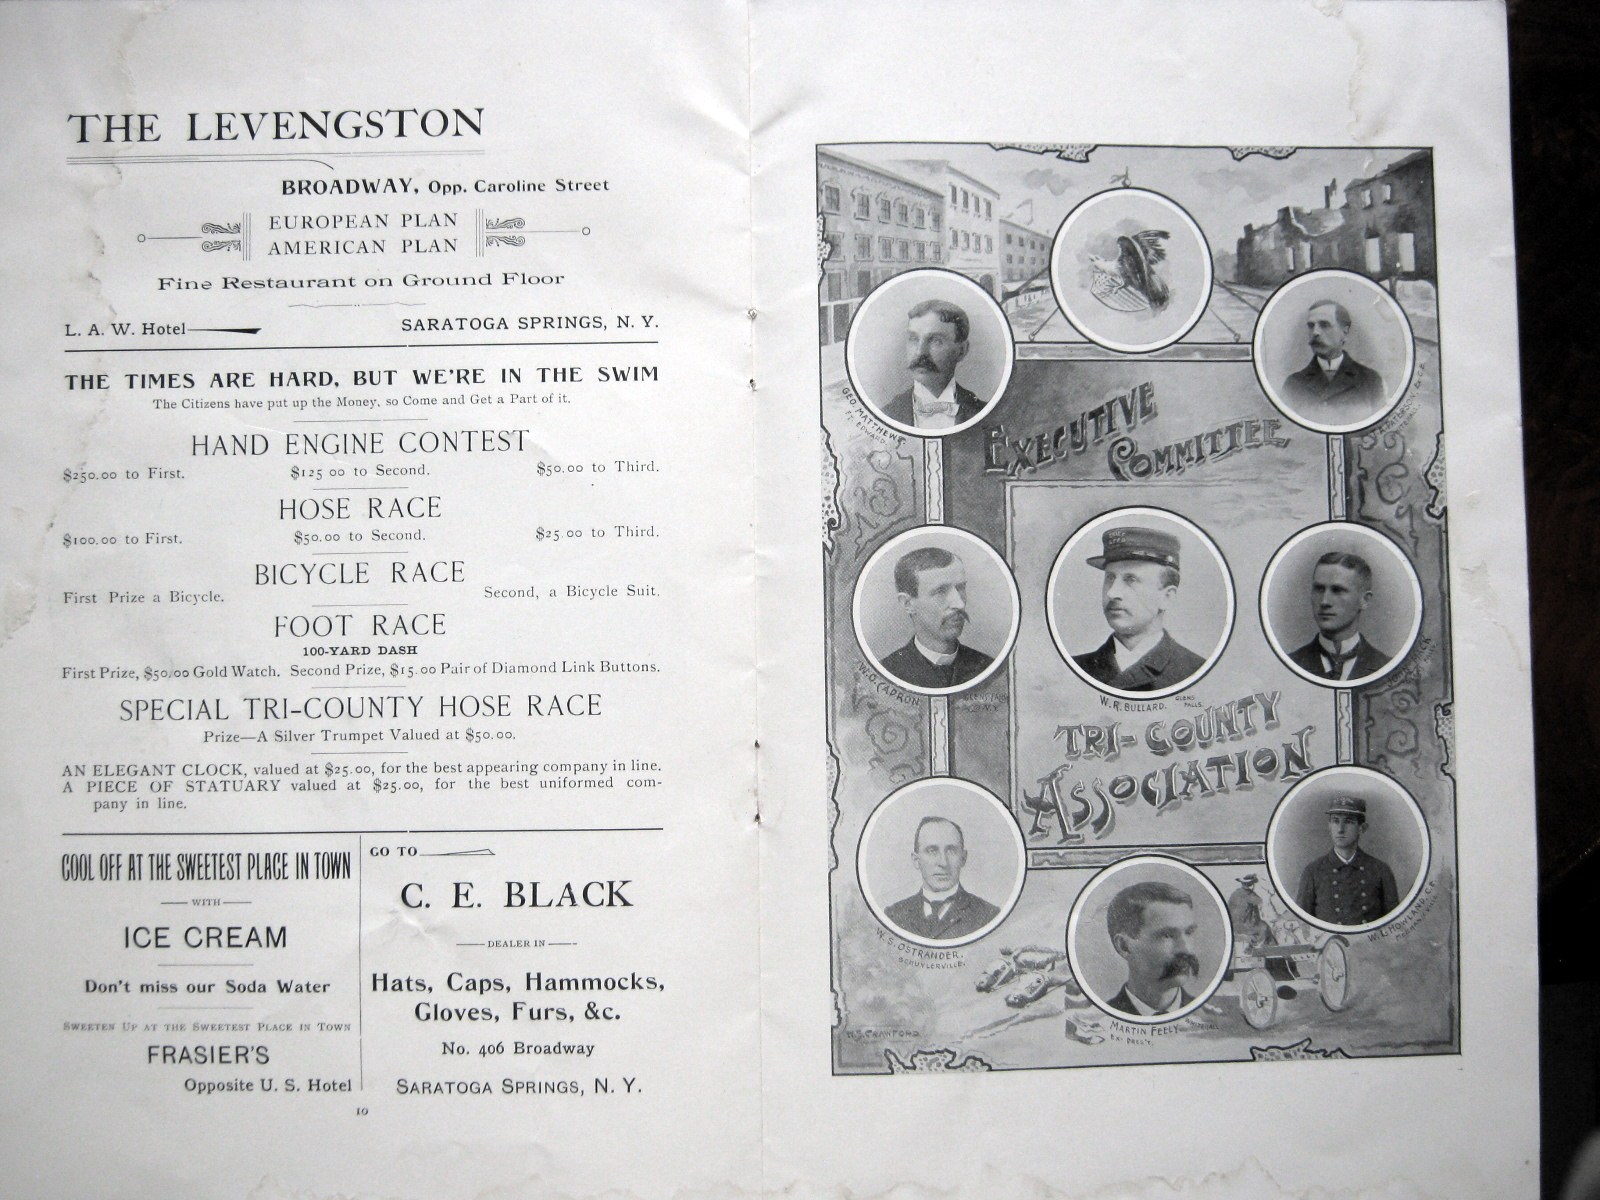 THE LEVENGSTON
BROADWAY, Opp. Caroline Street
EUROPEAN PLAN
AMERICAN PLAN
Fine Restaurant on Ground Floor
L. A. W. Hotel
SARATOGA SPRINGS, N. Y.
THE TIMES ARE HARD, BUT WE'RE IN THE SWIM
The Citizens have put up the Money, so Come and Get a Part of it.
HAND ENGINE CONTEST
$250.00 to First. $125 00 to Second. $50.00 to Third.
HOSE RACE
$100.00 to First. $50.00 to Second. $25.00 to Third.
BICYCLE RACE
First Prize a Bicycle. Second, a Bicycle Suit.
FOOT RACE
100-YARD DASH
First Prize, $50.00 Gold Watch. Second Prize, $15.00 Pair of Diamond Link Buttons.
SPECIAL TRI-COUNTY HOSE RACE
Prize—A Silver Trumpet Valued at $50.00.
AN ELEGANT CLOCK, valued at $25.00, for the best appearing company in line.
A PIECE OF STATUARY valued at $25.00, for the best uniformed com-
pany in line.
COOL OFF AT THE SWEETEST PLACE IN TOWN
WITH
ICE CREAM
Don't miss our Soda Water
SWEETEN UP AT THE SWEETEST PLACE IN TOWN
FRASIER'S
Opposite U. S. Hotel
GO TO
C. E. BLACK
DEALER IN
Hats, Caps, Hammocks,
Gloves, Furs, &c.
No. 406 Broadway
SARATOGA SPRINGS, N. Y.
10
GEO. MATTHEWS.
FT. EDWARD.
EXECUTIVE
COMMITTEE
W. O. CAPRON
W. R. BULLARD.
GLENS
FALLS.
TRI-COUNTY
ASSOCIATION
W. S. OSTRANDER.
SCHUYLERVILLE.
W. L. HOWLAND,
MARTIN FEELY
W. S. CRAWFORD